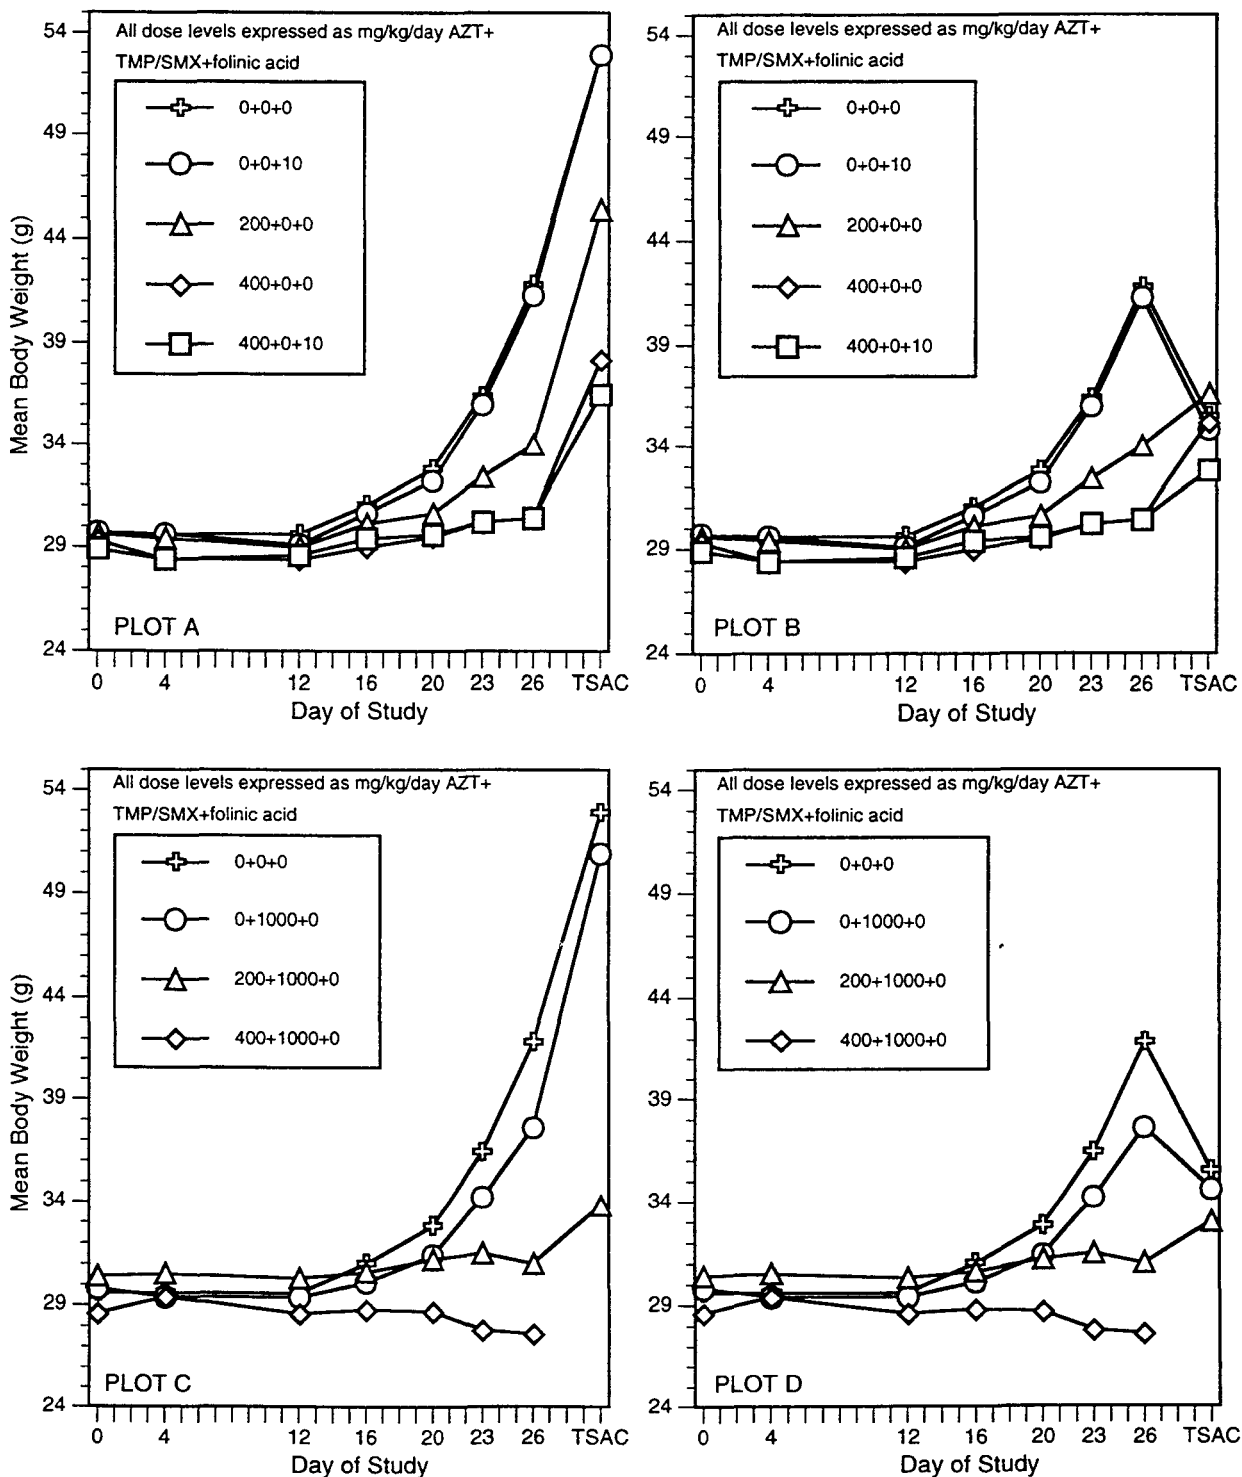 All dose levels expressed as mg/kg/day AZT+
TMP/SMX+folinic acid
0+0+0
0+0+10
200+0+0
400+0+0
400+0+10
54
49
44
39
34
29
24
Mean Body Weight (g)
PLOT A
0 4 12 16 20 23 26 TSAC
Day of Study
All dose levels expressed as mg/kg/day AZT+
TMP/SMX+folinic acid
0+0+0
0+0+10
200+0+0
400+0+0
400+0+10
54
49
44
39
34
29
24
PLOT B
0 4 12 16 20 23 26 TSAC
Day of Study
All dose levels expressed as mg/kg/day AZT+
TMP/SMX+folinic acid
0+0+0
0+1000+0
200+1000+0
400+1000+0
54
49
44
39
34
29
24
Mean Body Weight (g)
PLOT C
0 4 12 16 20 23 26 TSAC
Day of Study
All dose levels expressed as mg/kg/day AZT+
TMP/SMX+folinic acid
0+0+0
0+1000+0
200+1000+0
400+1000+0
54
49
44
39
34
29
24
PLOT D
0 4 12 16 20 23 26 TSAC
Day of Study